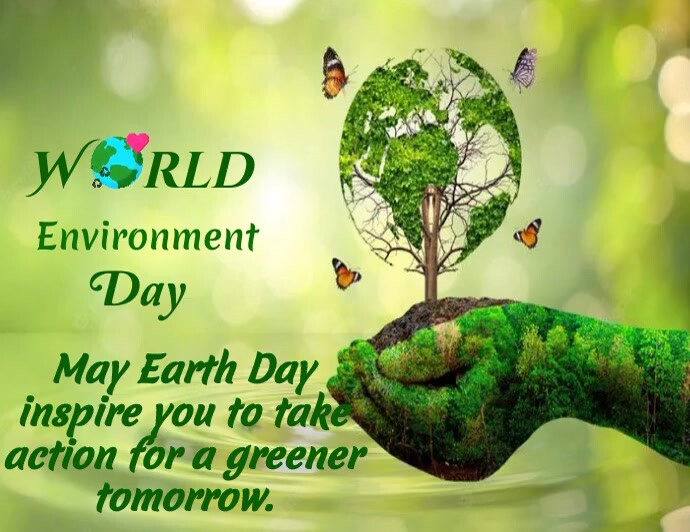 WORLD
Environment
Day
May Earth Day
inspire you to take
action for a greener
tomorrow.